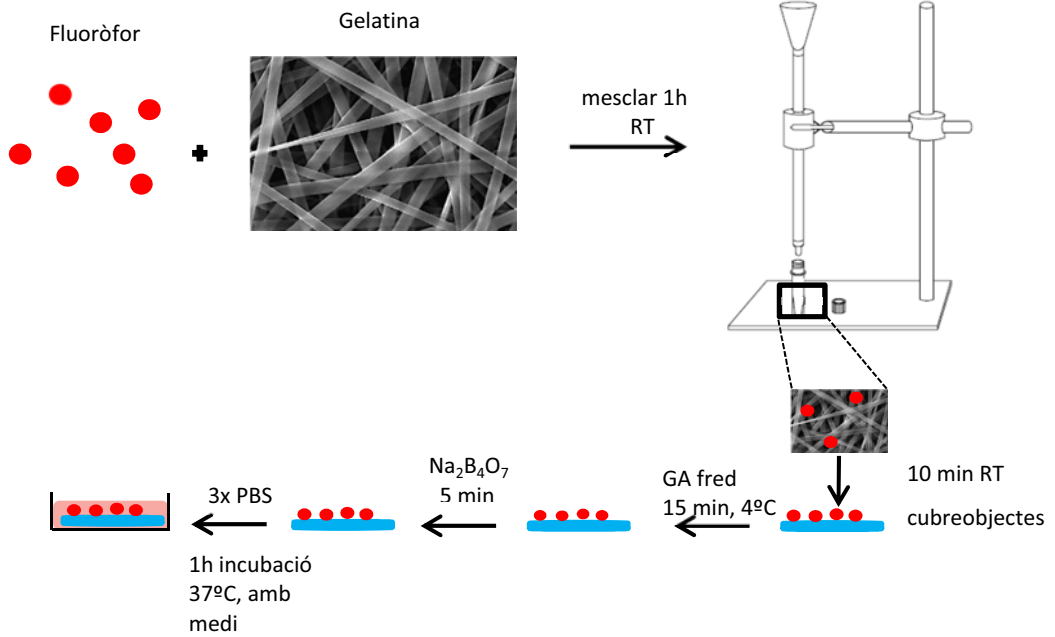 Fluoròfor
Gelatina
mesclar 1h
RT
10 min RT
cubreobjectes
GA fred
15 min, 4ºC
Na₂B₄O₇
5 min
3x PBS
1h incubació
37ºC, amb
medi